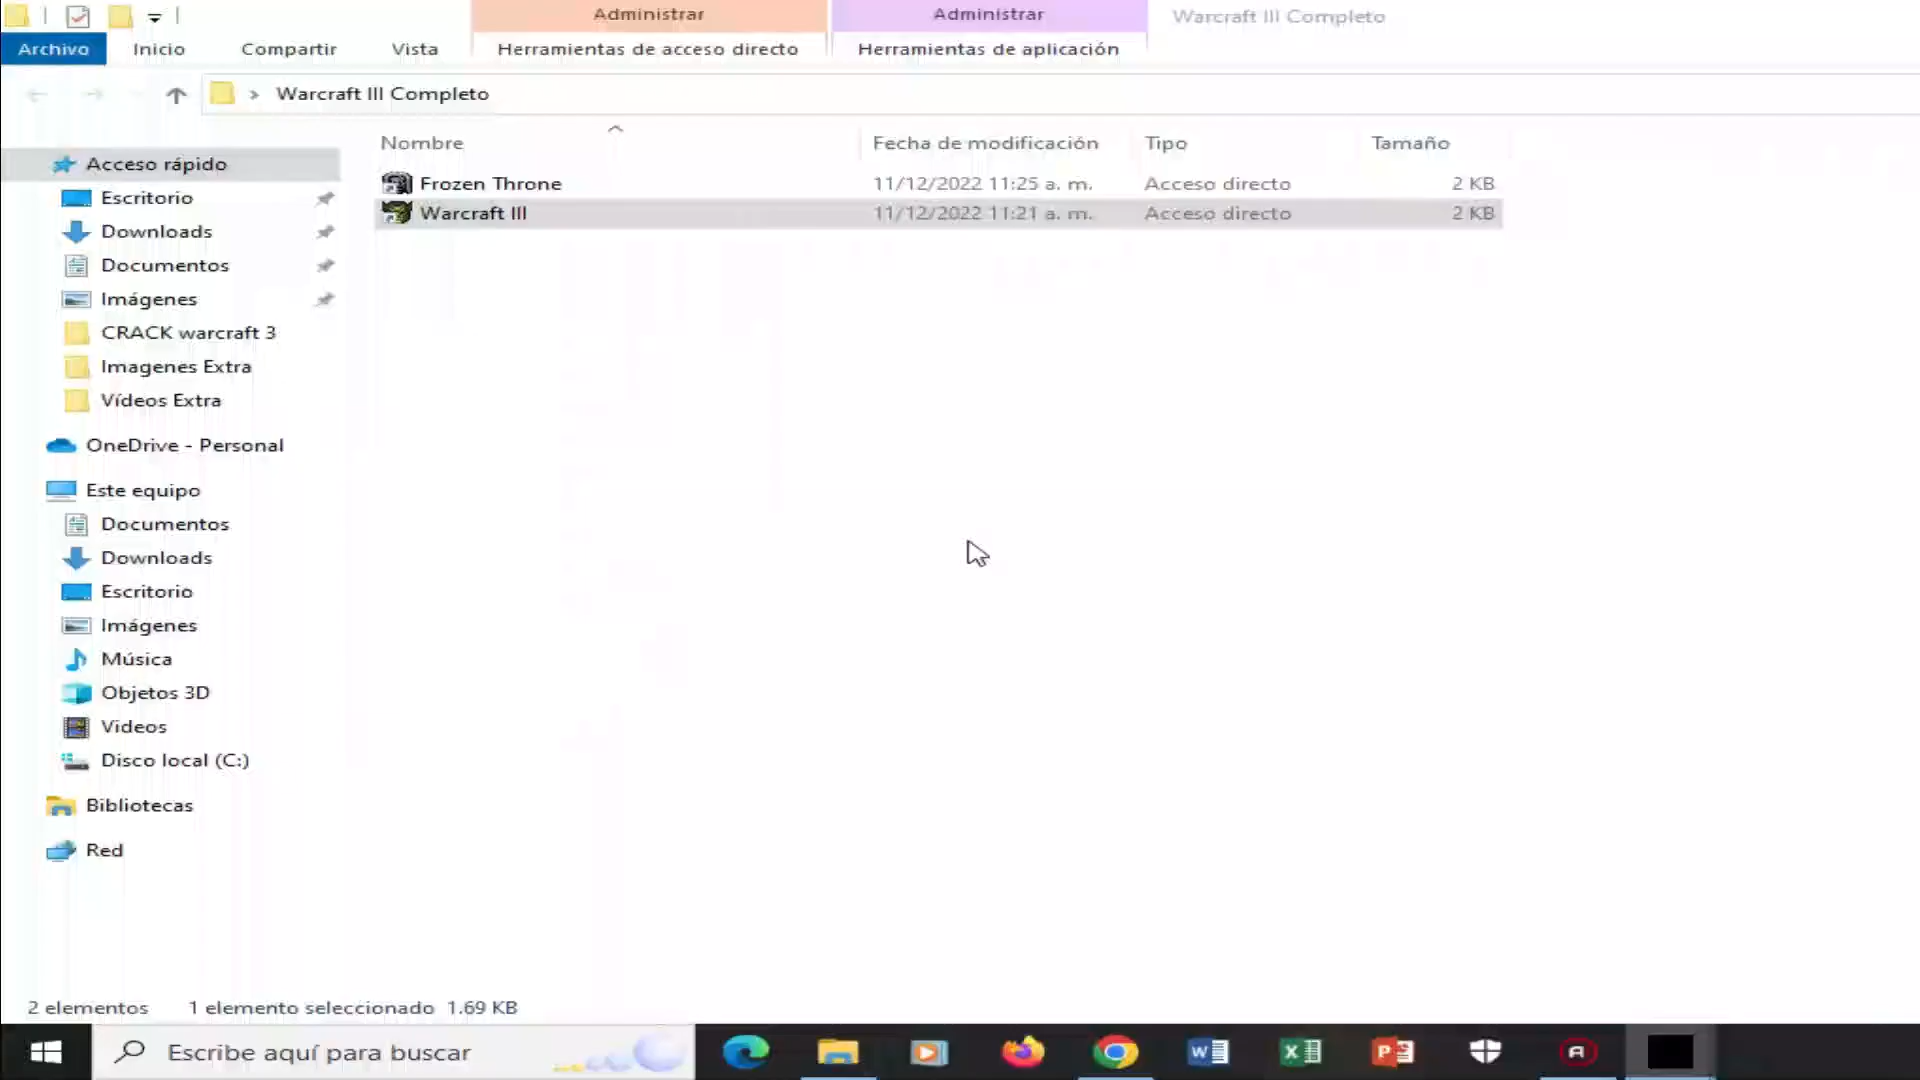 Administrar
Administrar
Warcraft III Completo
Archivo
Inicio
Compartir
Vista
Herramientas de acceso directo
Herramientas de aplicación
Warcraft III Completo
Nombre
Fecha de modificación
Tipo
Tamaño
Frozen Throne
11/12/2022 11:25 a. m.
Acceso directo
2 KB
Warcraft III
11/12/2022 11:21 a. m.
Acceso directo
2 KB
Acceso rápido
Escritorio
Downloads
Documentos
Imágenes
CRACK warcraft 3
Imagenes Extra
Vídeos Extra
OneDrive - Personal
Este equipo
Documentos
Downloads
Escritorio
Imágenes
Música
Objetos 3D
Videos
Disco local (C:)
Bibliotecas
Red
2 elementos
1 elemento seleccionado 1.69 KB
Escribe aquí para buscar